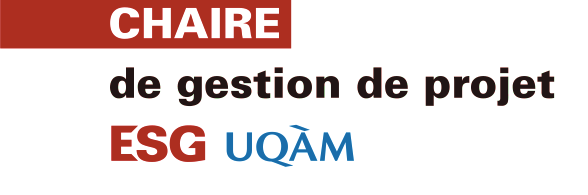 CHAIRE
de gestion de projet
ESG UQÀM